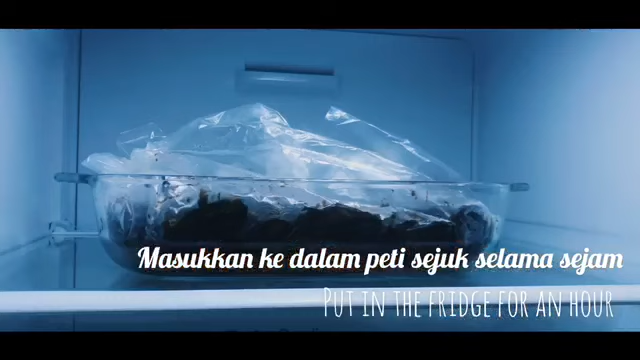 Masukkan ke dalam peti sejuk selama sejam
PUT IN THE FRIDGE FOR AN HOUR